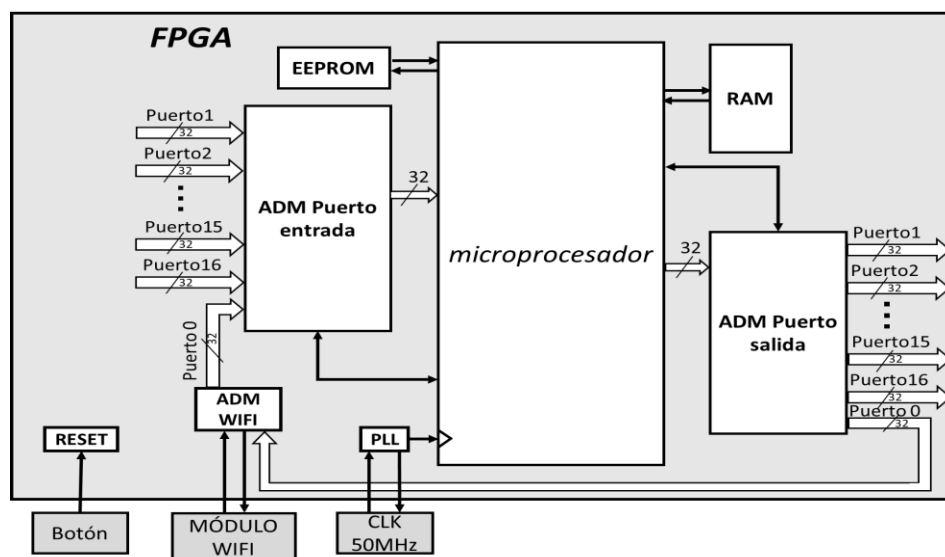 FPGA
EEPROM
RAM
Puerto1
32
Puerto2
32
Puerto15
32
Puerto16
32
Puerto 0
32
ADM Puerto
entrada
32
microprocesador
32
ADM Puerto
salida
Puerto1
32
Puerto2
32
Puerto15
32
Puerto16
32
Puerto 0
32
ADM
WIFI
RESET
PLL
Botón
MÓDULO
WIFI
CLK
50MHz